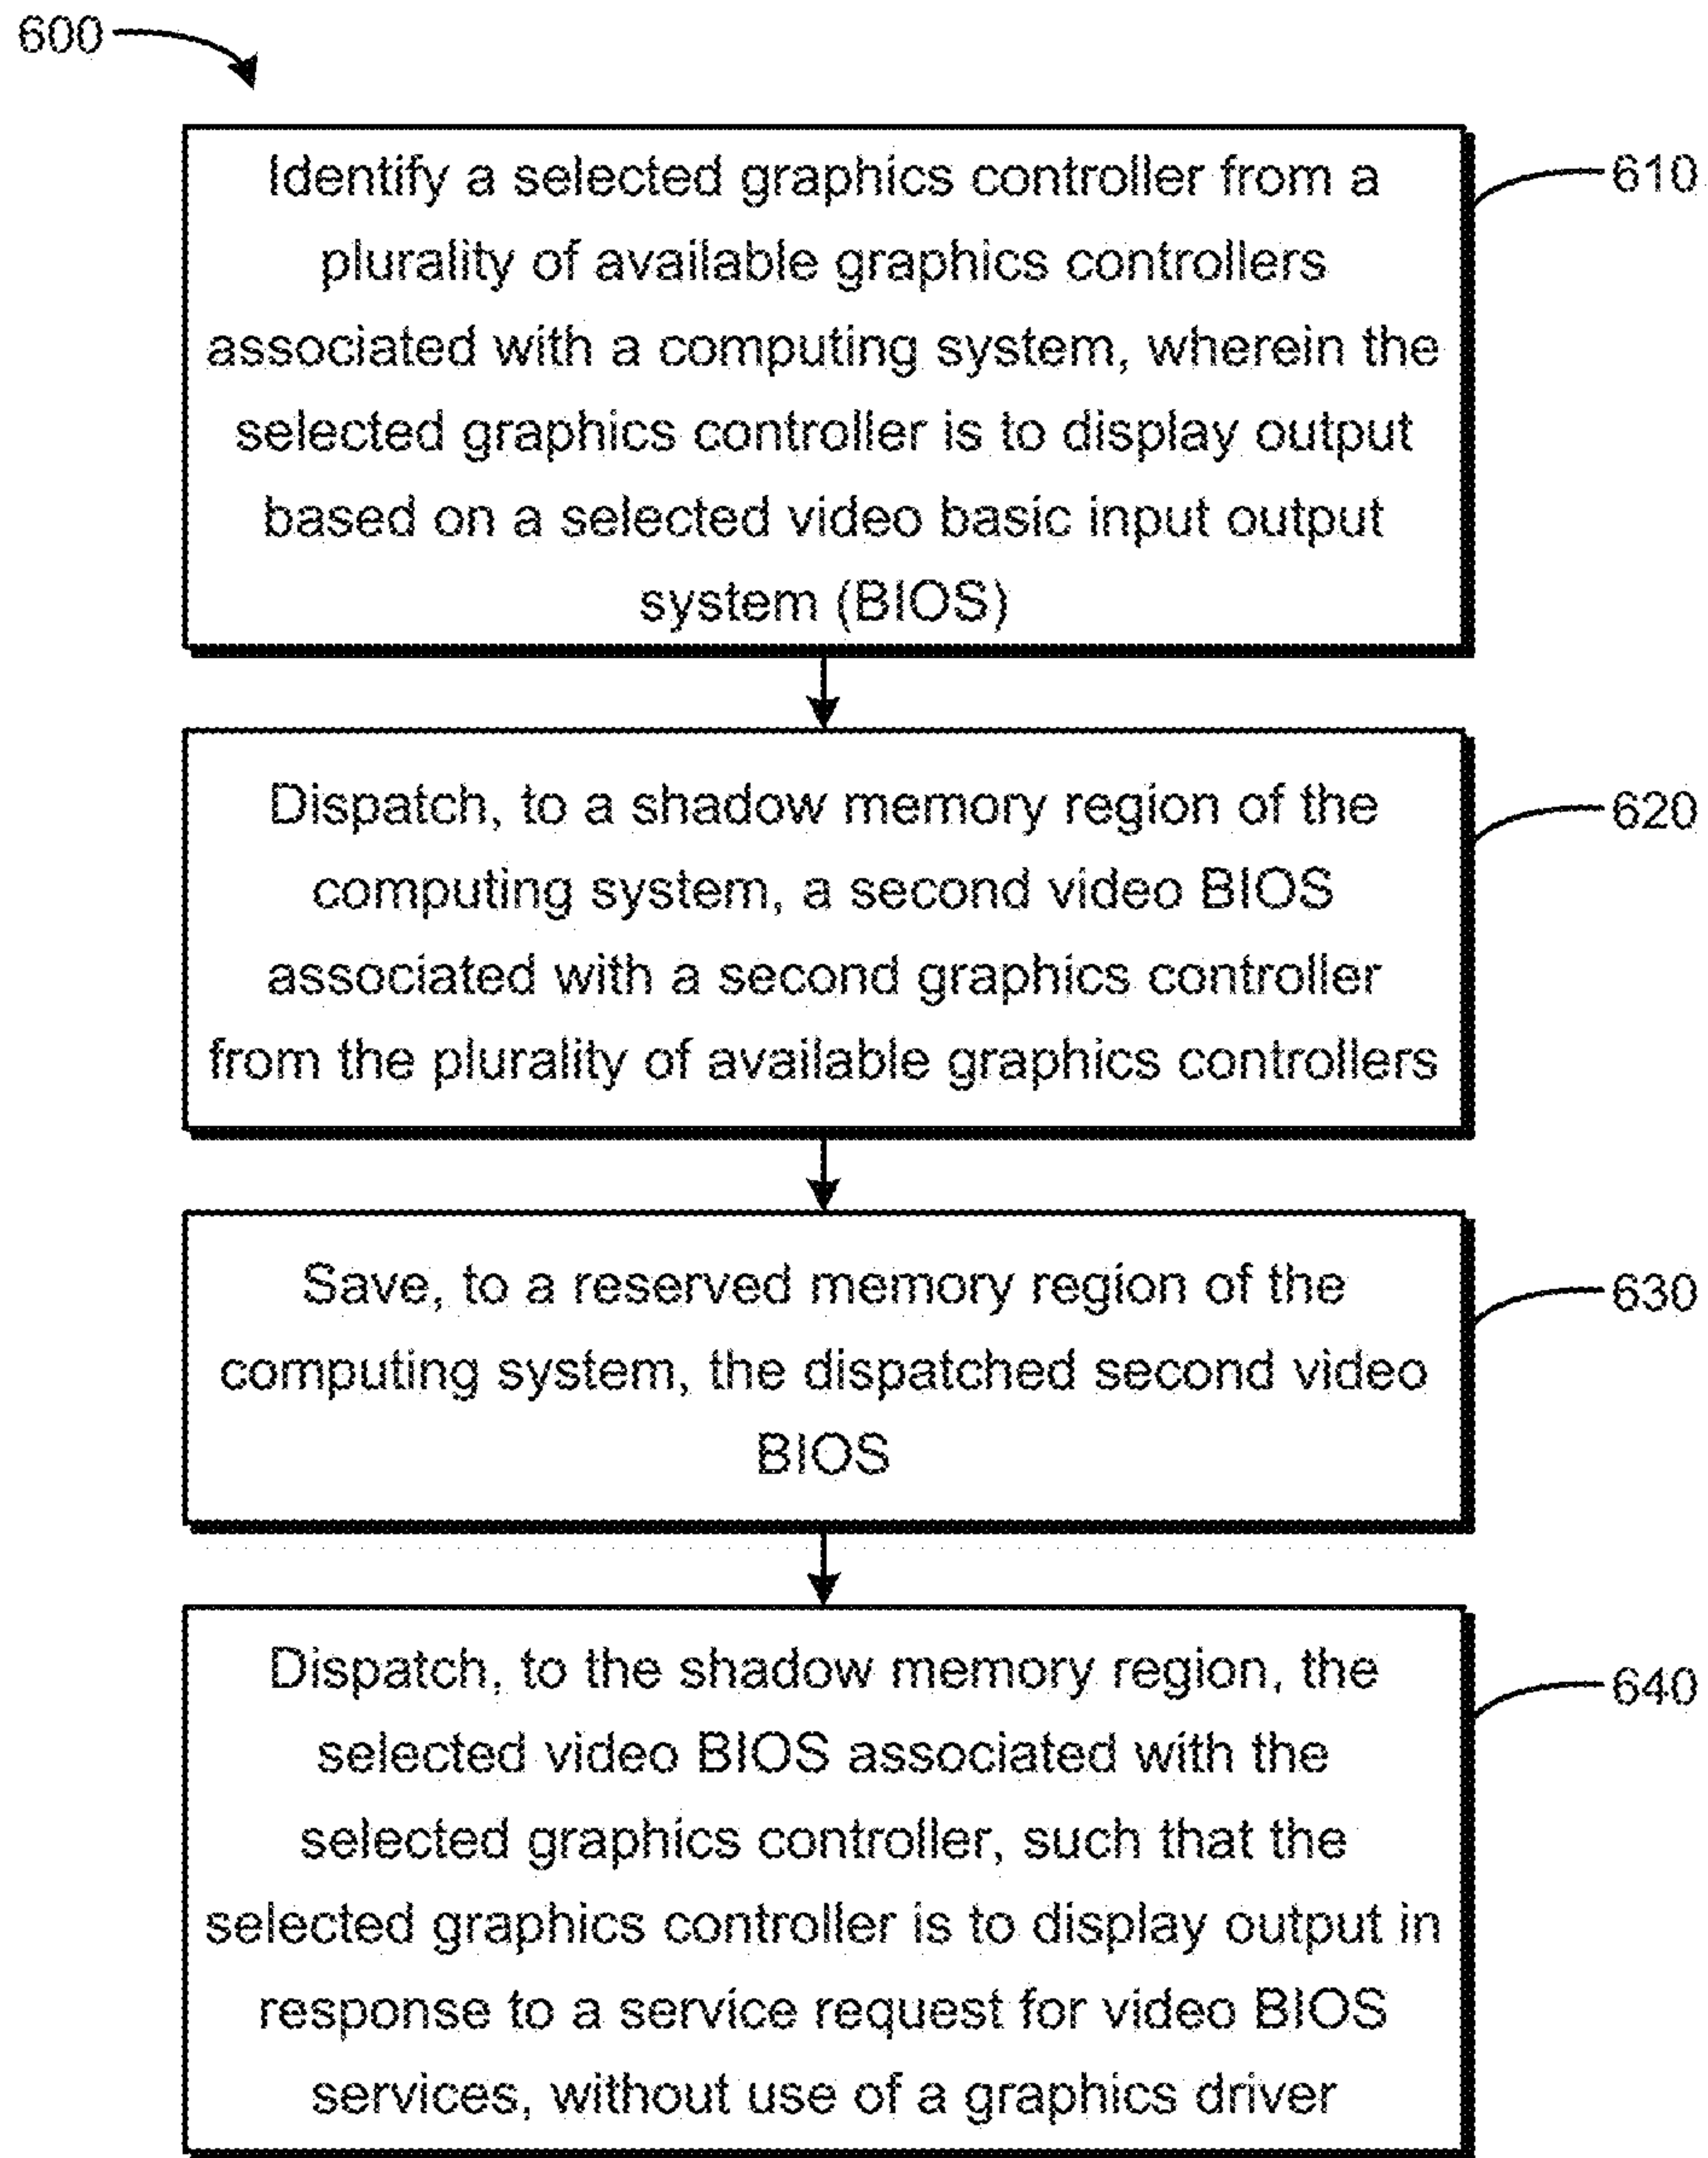 600
Identify a selected graphics controller from a
610
plurality of available graphics controllers
associated with a computing system, wherein the
selected graphics controller is to display output
based on a selected video basic input output
system (BIOS)
Dispatch, to a shadow memory region of the
620
computing system, a second video BIOS
associated with a second graphics controller
from the plurality of available graphics controllers
Save, to a reserved memory region of the
630
computing system, the dispatched second video
BIOS
Dispatch, to the shadow memory region, the
640
selected video BIOS associated with the
selected graphics controller, such that the
selected graphics controller is to display output in
response to a service request for video BIOS
services, without use of a graphics driver